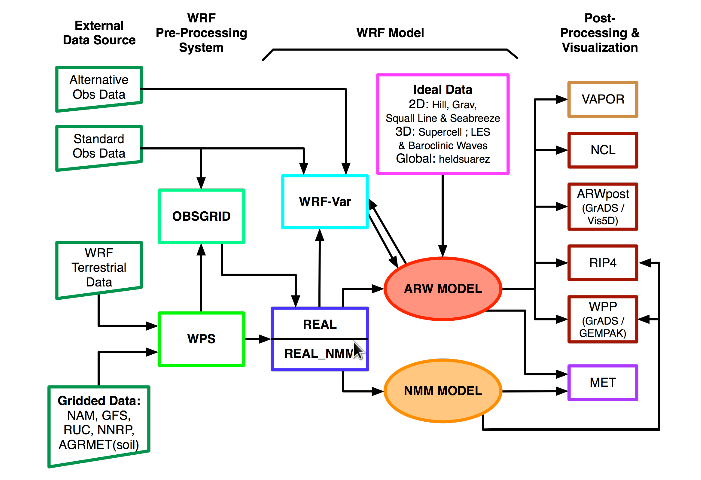 External
Data Source
WRF
Pre-Processing
System
WRF Model
Post-
Processing &
Visualization
Alternative
Obs Data
Standard
Obs Data
WRF
Terrestrial
Data
Gridded Data:
NAM, GFS,
RUC, NNRP,
AGRMET(soil)
OBSGRID
WPS
WRF-Var
REAL
REAL_NMM
Ideal Data
2D: Hill, Grav,
Squall Line & Seabreeze
3D: Supercell ; LES
& Baroclinic Waves
Global: heldsuarez
ARW MODEL
NMM MODEL
VAPOR
NCL
ARWpost
(GrADS /
Vis5D)
RIP4
WPP
(GrADS /
GEMPAK)
MET